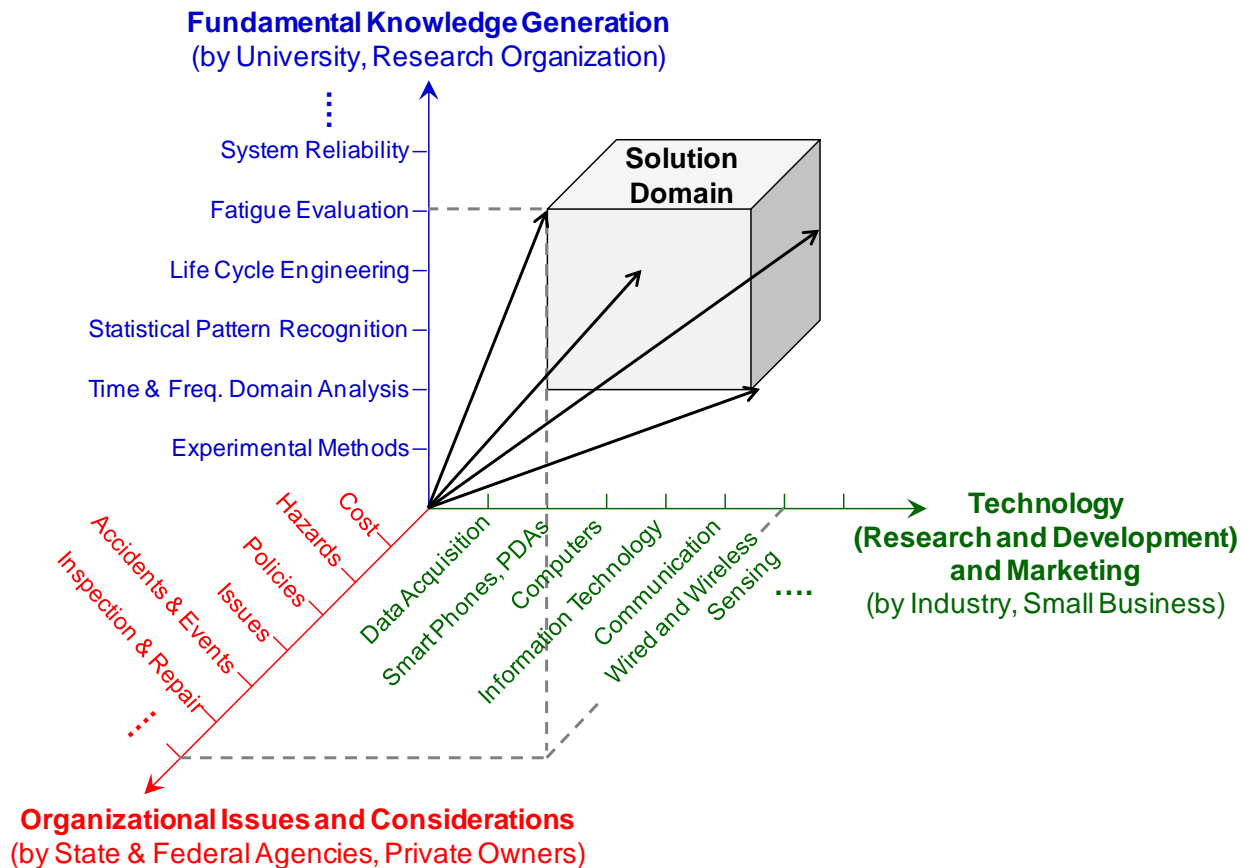 Fundamental Knowledge Generation
(by University, Research Organization)
System Reliability
Solution
Domain
Fatigue Evaluation
Life Cycle Engineering
Statistical Pattern Recognition
Time & Freq. Domain Analysis
Experimental Methods
Cost
Hazards
Policies
Issues
Accidents & Events
Inspection & Repair
....
Data Acquisition
Smart Phones, PDAs
Computers
Information Technology
Communication
Wired and Wireless
Sensing
....
Technology
(Research and Development)
and Marketing
(by Industry, Small Business)
Organizational Issues and Considerations
(by State & Federal Agencies, Private Owners)